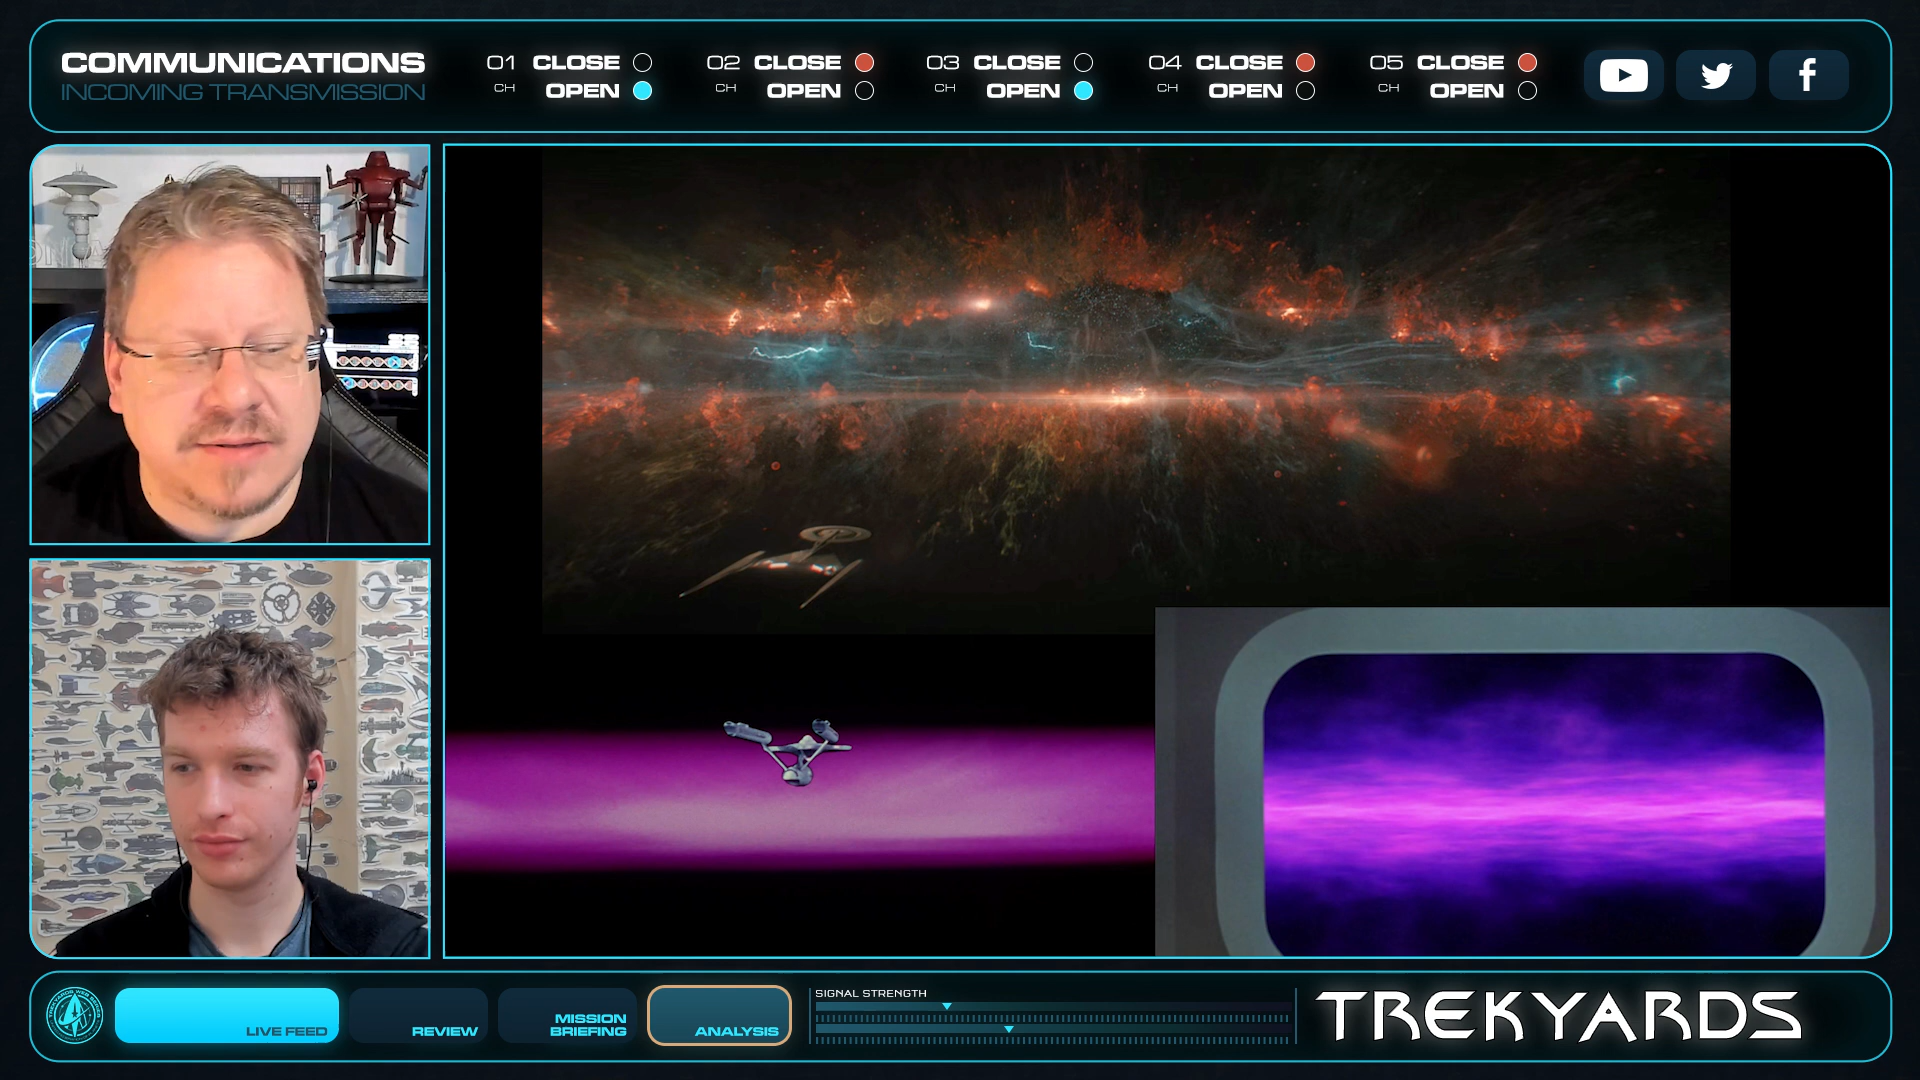 COMMUNICATIONS
INCOMING TRANSMISSION
01 CLOSE
CH OPEN
02 CLOSE
CH OPEN
03 CLOSE
CH OPEN
04 CLOSE
CH OPEN
05 CLOSE
CH OPEN
LIVE FEED
REVIEW
MISSION
BRIEFING
ANALYSIS
SIGNAL STRENGTH
TREKYARDS